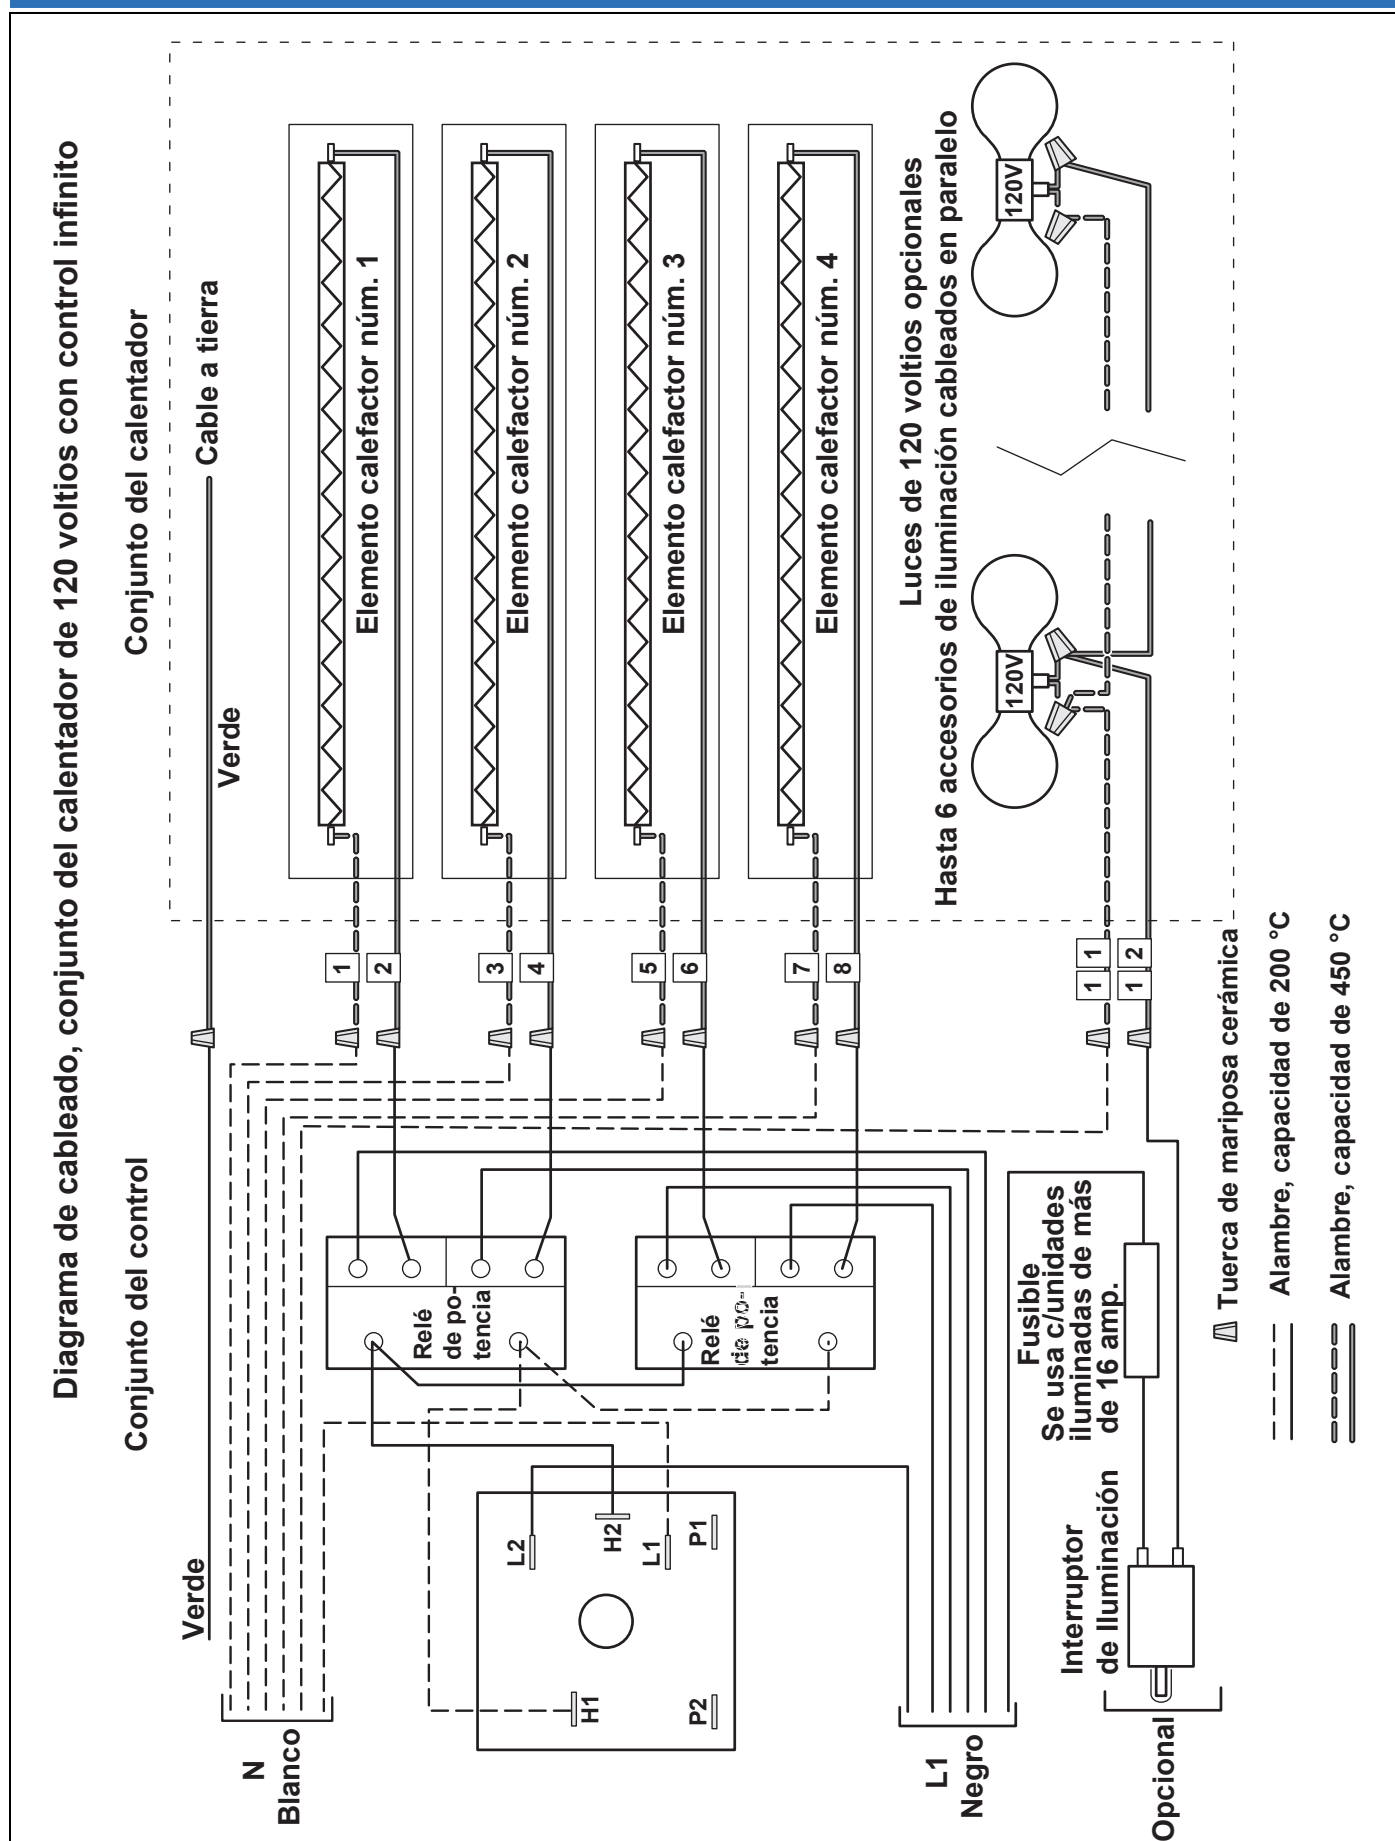 Diagrama de cableado, conjunto del calentador de 120 voltios con control infinito
Conjunto del control
Conjunto del calentador
Verde
Verde
Cable a tierra
N
Blanco
1
2
3
4
5
6
7
8
1 1
1 2
Elemento calefactor núm. 1
Elemento calefactor núm. 2
Elemento calefactor núm. 3
Elemento calefactor núm. 4
Relé
de po-
tencia
Relé
de po-
tencia
H1
L2
H2
L1
P2
P1
L1
Negro
Luces de 120 voltios opcionales
Hasta 6 accesorios de iluminación cableados en paralelo
120V
120V
Fusible
Se usa c/unidades
iluminadas de más
de 16 amp.
Interruptor
de Iluminación
Opcional
Tuerca de mariposa cerámica
Alambre, capacidad de 200 °C
Alambre, capacidad de 450 °C